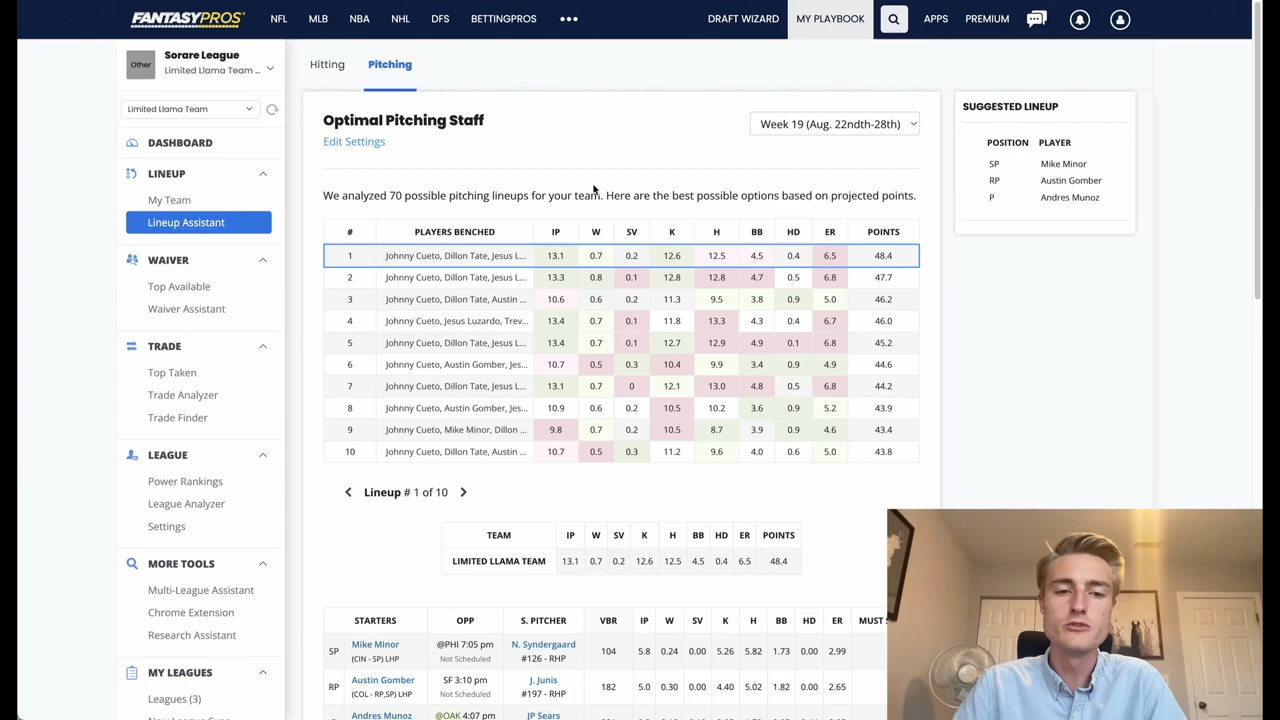 FANTASYPROS
NFL MLB NBA NHL DFS BETTINGPROS ••• DRAFT WIZARD MY PLAYBOOK APPS PREMIUM
Other
Sorare League
Limited Llama Team ...
Limited Llama Team
DASHBOARD
LINEUP
My Team
Lineup Assistant
WAIVER
Top Available
Waiver Assistant
TRADE
Top Taken
Trade Analyzer
Trade Finder
LEAGUE
Power Rankings
League Analyzer
Settings
MORE TOOLS
Multi-League Assistant
Chrome Extension
Research Assistant
MY LEAGUES
Leagues (3)
New League Sync
Hitting Pitching
Optimal Pitching Staff
Edit Settings
Week 19 (Aug. 22ndth-28th)
We analyzed 70 possible pitching lineups for your team. Here are the best possible options based on projected points.
# PLAYERS BENCHED IP W SV K H BB HD ER POINTS
1 Johnny Cueto, Dillon Tate, Jesus L... 13.1 0.7 0.2 12.6 12.5 4.5 0.4 6.5 48.4
2 Johnny Cueto, Dillon Tate, Jesus L... 13.3 0.8 0.1 12.8 12.8 4.7 0.5 6.8 47.7
3 Johnny Cueto, Dillon Tate, Austin ... 10.6 0.6 0.2 11.3 9.5 3.8 0.9 5.0 46.2
4 Johnny Cueto, Jesus Luzardo, Trev... 13.4 0.7 0.1 11.8 13.3 4.3 0.4 6.7 46.0
5 Johnny Cueto, Dillon Tate, Jesus L... 13.4 0.7 0.1 12.7 12.9 4.9 0.1 6.8 45.2
6 Johnny Cueto, Austin Gomber, Jes... 10.7 0.5 0.3 10.4 9.9 3.4 0.9 4.9 44.6
7 Johnny Cueto, Dillon Tate, Jesus L... 13.1 0.7 0 12.1 13.0 4.8 0.5 6.8 44.2
8 Johnny Cueto, Austin Gomber, Jes... 10.9 0.6 0.2 10.5 10.2 3.6 0.9 5.2 43.9
9 Johnny Cueto, Mike Minor, Dillon ... 9.8 0.7 0.2 10.5 8.7 3.9 0.9 4.6 43.4
10 Johnny Cueto, Dillon Tate, Austin ... 10.7 0.5 0.3 11.2 9.6 4.0 0.6 5.0 43.8
Lineup # 1 of 10
TEAM IP W SV K H BB HD ER POINTS
LIMITED LLAMA TEAM 13.1 0.7 0.2 12.6 12.5 4.5 0.4 6.5 48.4
STARTERS OPP S. PITCHER VBR IP W SV K H BB HD ER MUST S
SP Mike Minor @PHI 7:05 pm N. Syndergaard 104 5.8 0.24 0.00 5.26 5.82 1.73 0.00 2.99
(CIN - SP) LHP Not Scheduled #126 - RHP
RP Austin Gomber SF 3:10 pm J. Junis 182 5.0 0.30 0.00 4.40 5.02 1.82 0.00 2.65
(COL - RP,SP) LHP Not Scheduled #197 - RHP
Andres Munoz @OAK 4:07 pm JP Sears
SUGGESTED LINEUP
POSITION PLAYER
SP Mike Minor
RP Austin Gomber
P Andres Munoz